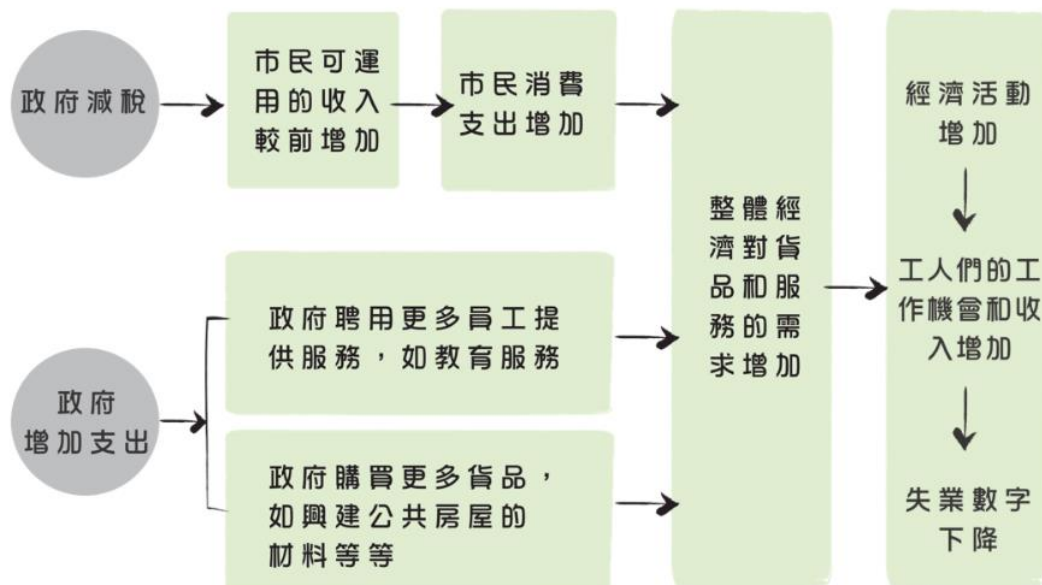 政府減稅
市民可運
用的收入
較前增加
市民消費
支出增加
政府
增加支出
政府聘用更多員工提
供服務，如教育服務
政府購買更多貨品，
如興建公共房屋的
材料等等
整體經
濟對貨
品和服
務的需
求增加
經濟活動
增加
工人們的工
作機會和收
入增加
失業數字
下降